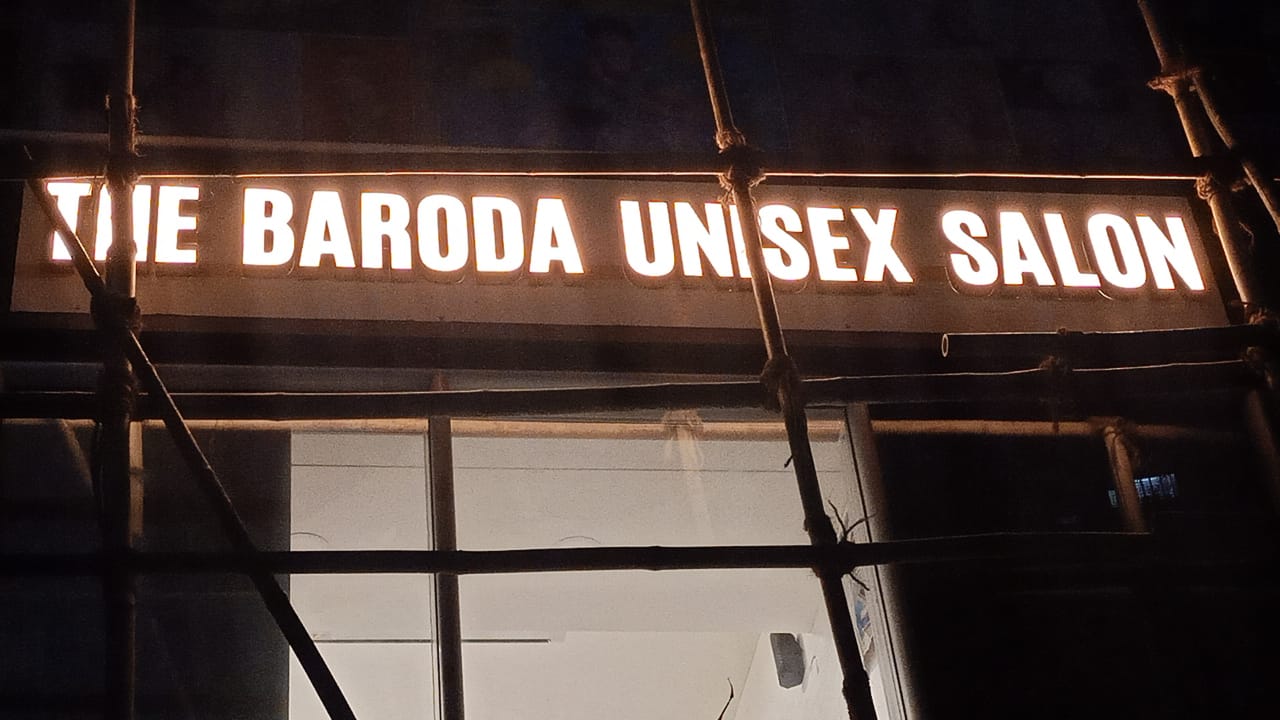 THE BARODA UNISEX SALON